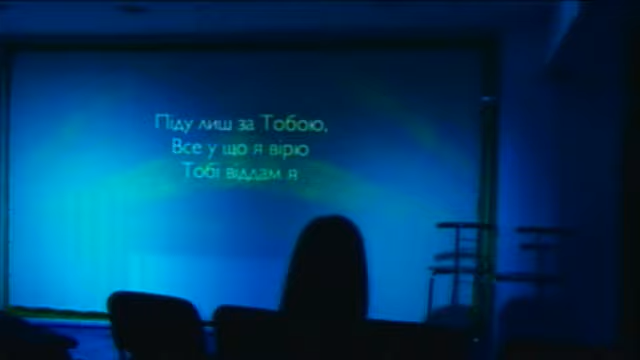 Піду лиш за Тобою,
Все у що я вірю
Тобі віддам я